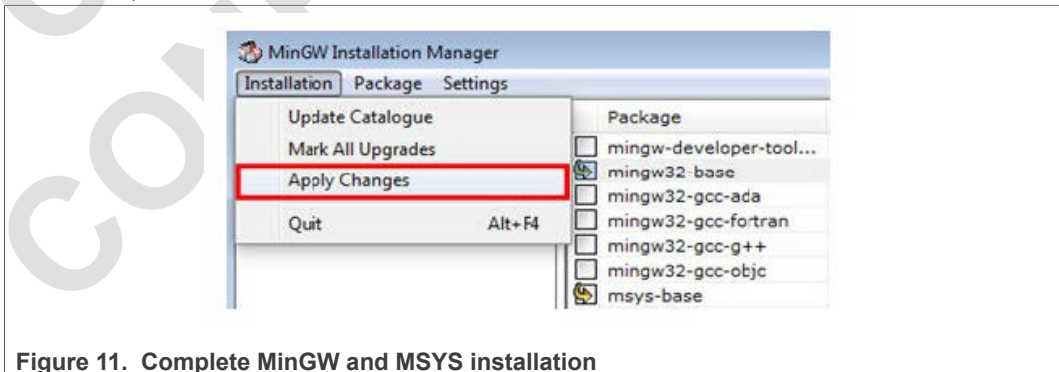 MinGW Installation Manager
Installation Package Settings
Update Catalogue
Mark All Upgrades
Apply Changes
Quit Alt+F4
Package
mingw-developer-tool...
mingw32-base
mingw32-gcc-ada
mingw32-gcc-fortran
mingw32-gcc-g++
mingw32-gcc-objc
msys-base
Figure 11. Complete MinGW and MSYS installation